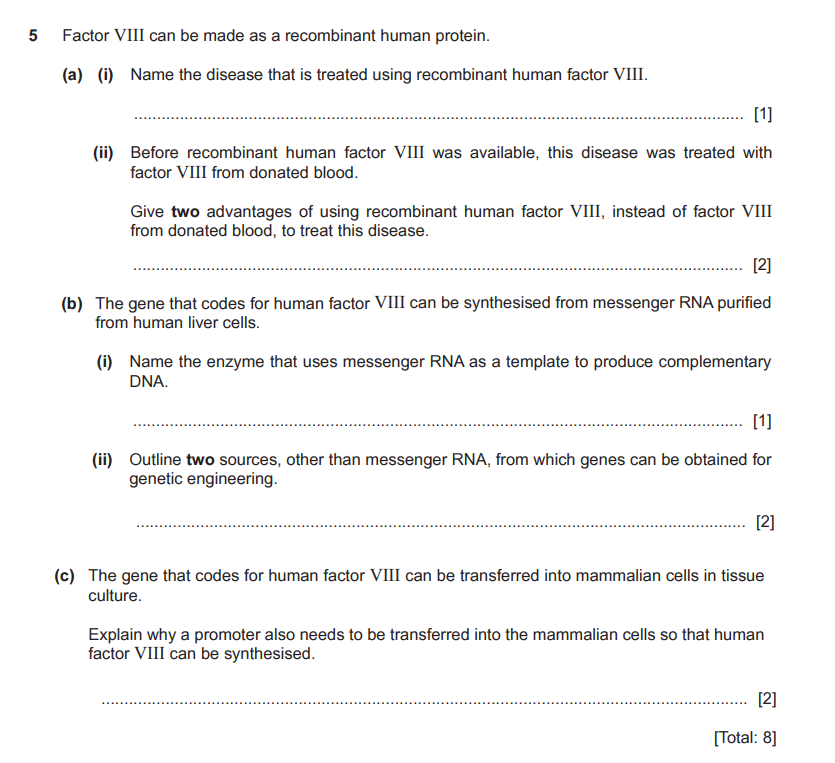 5 Factor VIII can be made as a recombinant human protein.
(a) (i) Name the disease that is treated using recombinant human factor VIII.
.......................................................................................................................................... [1]
(ii) Before recombinant human factor VIII was available, this disease was treated with
factor VIII from donated blood.
Give two advantages of using recombinant human factor VIII, instead of factor VIII
from donated blood, to treat this disease.
.......................................................................................................................................... [2]
(b) The gene that codes for human factor VIII can be synthesised from messenger RNA purified
from human liver cells.
(i) Name the enzyme that uses messenger RNA as a template to produce complementary
DNA.
.......................................................................................................................................... [1]
(ii) Outline two sources, other than messenger RNA, from which genes can be obtained for
genetic engineering.
.......................................................................................................................................... [2]
(c) The gene that codes for human factor VIII can be transferred into mammalian cells in tissue
culture.
Explain why a promoter also needs to be transferred into the mammalian cells so that human
factor VIII can be synthesised.
.......................................................................................................................................... [2]
[Total: 8]